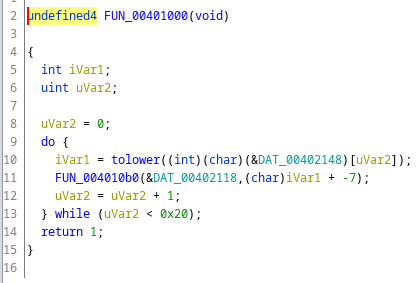 2 undefined4 FUN_00401000(void)
3
4 {
5 int iVar1;
6 uint uVar2;
7
8 uVar2 = 0;
9 do {
10 iVar1 = tolower((int)(char)(&DAT_00402148)[uVar2]);
11 FUN_004010b0(&DAT_00402118,(char)iVar1 + -7);
12 uVar2 = uVar2 + 1;
13 } while (uVar2 < 0x20);
14 return 1;
15 }
16